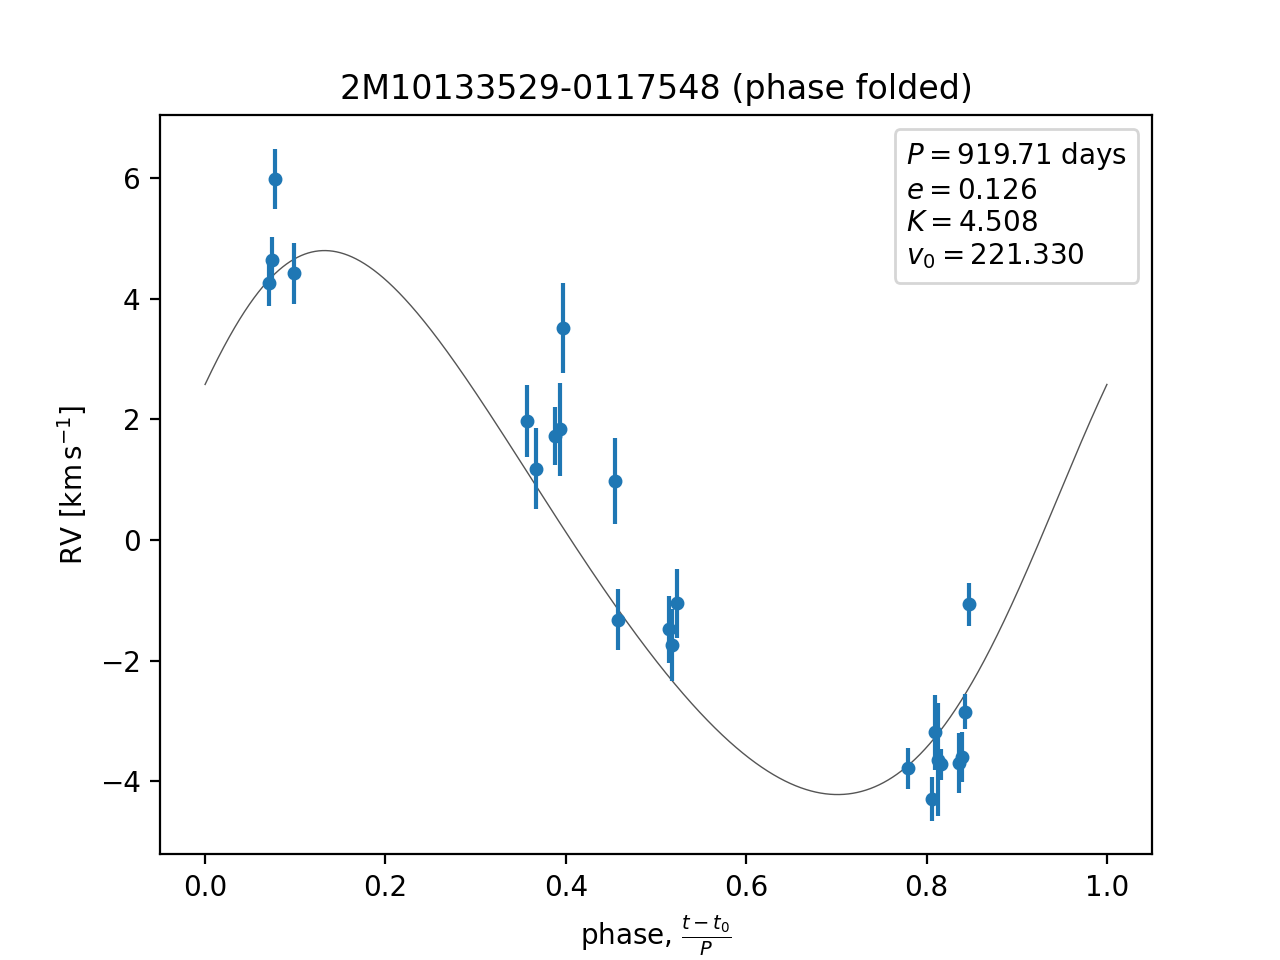 2M10133529-0117548 (phase folded)
P = 919.71 days
e = 0.126
K = 4.508
v₀ = 221.330
RV [km s⁻¹]
6
4
2
0
−2
−4
0.0 0.2 0.4 0.6 0.8 1.0
phase, (t − t₀)/P